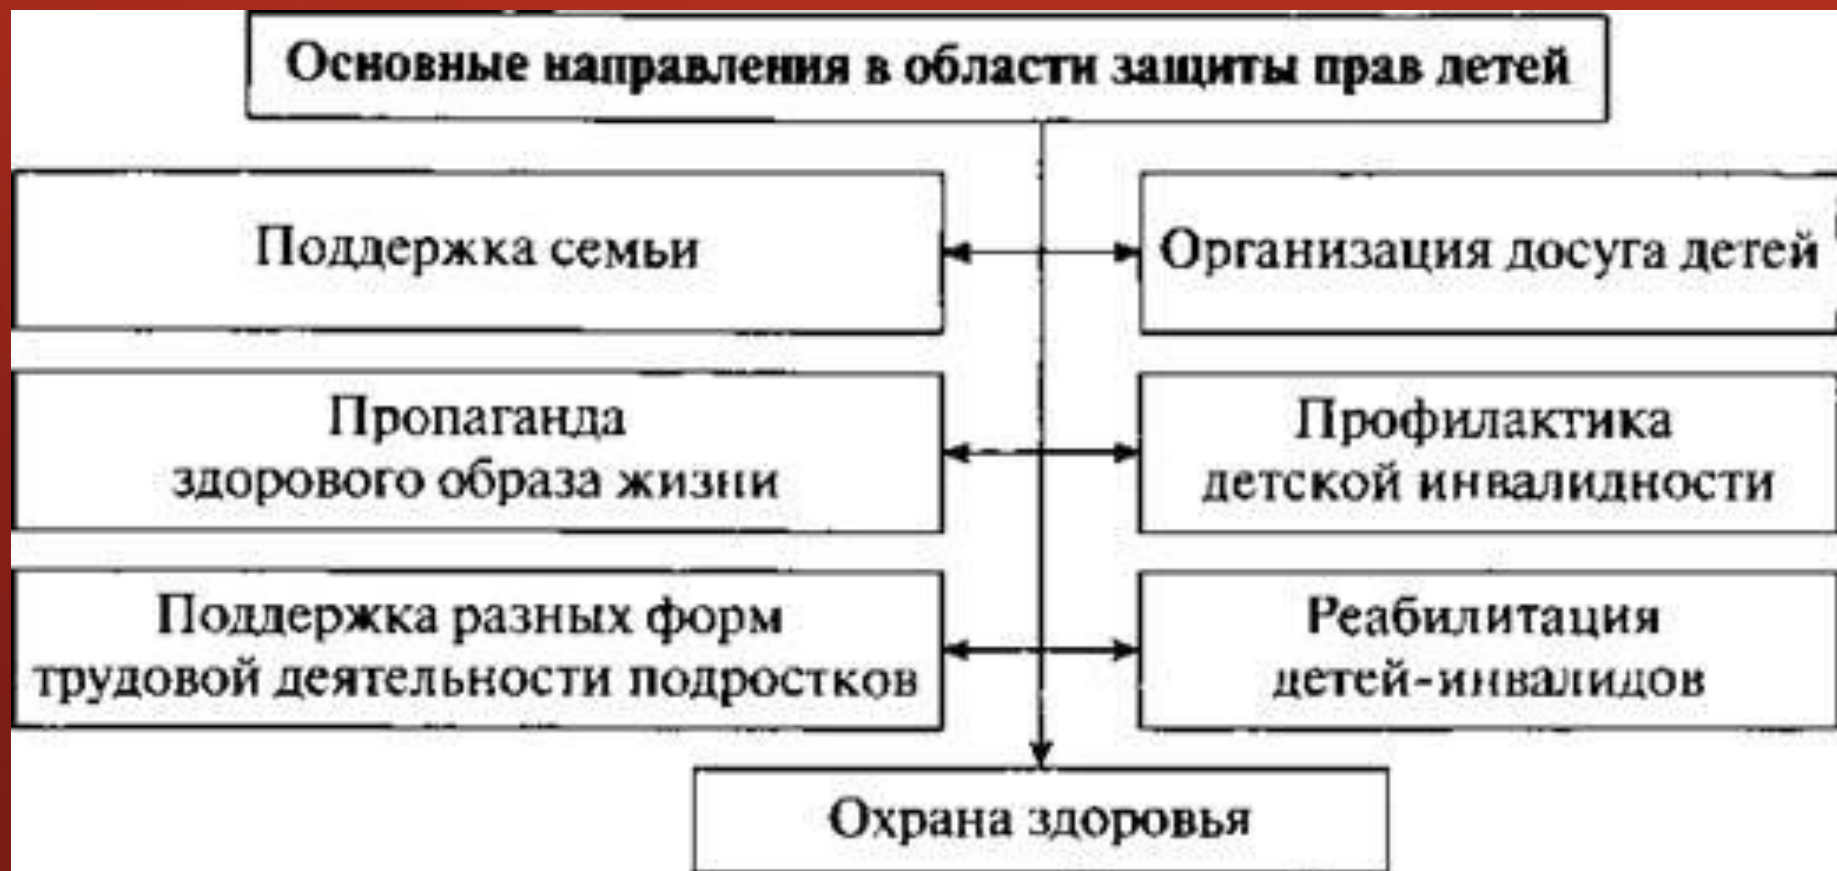 Основные направления в области защиты прав детей
Поддержка семьи
Организация досуга детей
Пропаганда
здорового образа жизни
Профилактика
детской инвалидности
Поддержка разных форм
трудовой деятельности подростков
Реабилитация
детей-инвалидов
Охрана здоровья